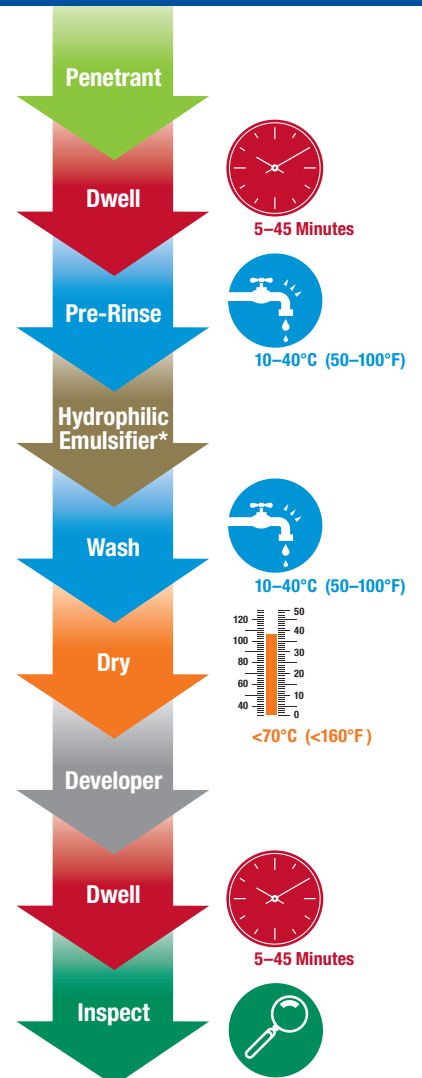 Penetrant
Dwell
5–45 Minutes
Pre-Rinse
10–40°C (50–100°F)
Hydrophilic
Emulsifier*
Wash
10–40°C (50–100°F)
120
100
80
60
40
50
40
30
20
10
0
Dry
<70°C (<160°F )
Developer
Dwell
5–45 Minutes
Inspect